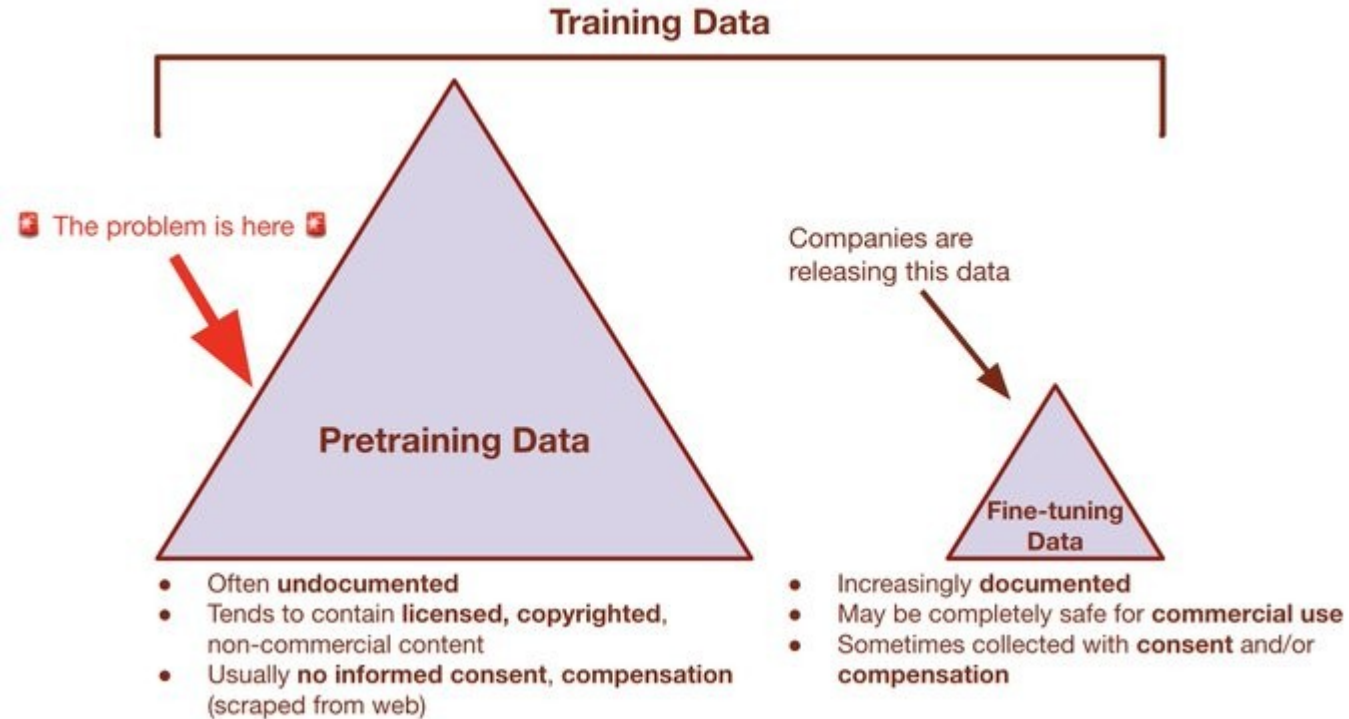 Training Data
🚨 The problem is here 🚨
Companies are
releasing this data
Pretraining Data
Fine-tuning
Data
● Often undocumented
● Tends to contain licensed, copyrighted,
non-commercial content
● Usually no informed consent, compensation
(scraped from web)
● Increasingly documented
● May be completely safe for commercial use
● Sometimes collected with consent and/or
compensation